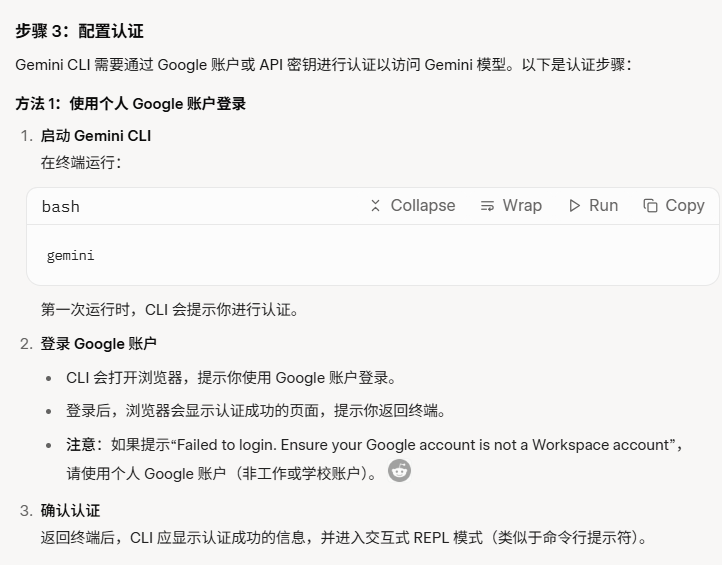 步骤 3：配置认证
Gemini CLI 需要通过 Google 账户或 API 密钥进行认证以访问 Gemini 模型。以下是认证步骤：
方法 1：使用个人 Google 账户登录
1. 启动 Gemini CLI
在终端运行：
bash Collapse Wrap Run Copy
gemini
第一次运行时，CLI 会提示你进行认证。
2. 登录 Google 账户
• CLI 会打开浏览器，提示你使用 Google 账户登录。
• 登录后，浏览器会显示认证成功的页面，提示你返回终端。
• 注意：如果提示“Failed to login. Ensure your Google account is not a Workspace account”，
请使用个人 Google 账户（非工作或学校账户）。
3. 确认认证
返回终端后，CLI 应显示认证成功的信息，并进入交互式 REPL 模式（类似于命令行提示符）。